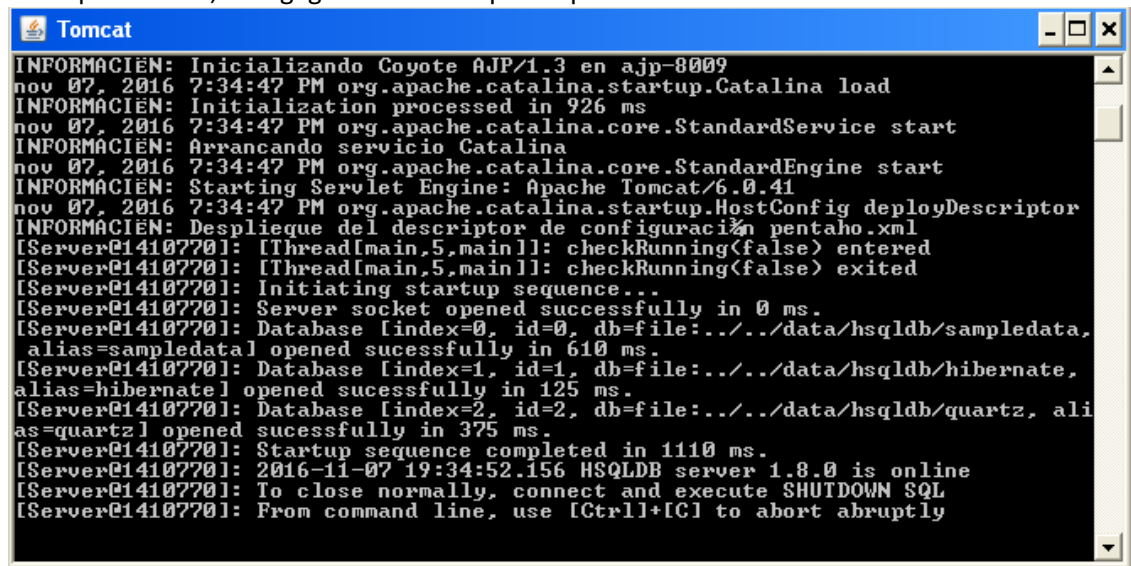 Tomcat
INFORMACIËN: Inicializando Coyote AJP/1.3 en ajp-8009
nov 07, 2016 7:34:47 PM org.apache.catalina.startup.Catalina load
INFORMACIËN: Initialization processed in 926 ms
nov 07, 2016 7:34:47 PM org.apache.catalina.core.StandardService start
INFORMACIËN: Arrancando servicio Catalina
nov 07, 2016 7:34:47 PM org.apache.catalina.core.StandardEngine start
INFORMACIËN: Starting Servlet Engine: Apache Tomcat/6.0.41
nov 07, 2016 7:34:47 PM org.apache.catalina.startup.HostConfig deployDescriptor
INFORMACIËN: Desplieque del descriptor de configuraci¾n pentaho.xml
[Server@1410770]: [Thread[main,5,main]]: checkRunning(false) entered
[Server@1410770]: [Thread[main,5,main]]: checkRunning(false) exited
[Server@1410770]: Initiating startup sequence...
[Server@1410770]: Server socket opened successfully in 0 ms.
[Server@1410770]: Database [index=0, id=0, db=file:../../data/hsqldb/sampledata,
 alias=sampledata] opened sucessfully in 610 ms.
[Server@1410770]: Database [index=1, id=1, db=file:../../data/hsqldb/hibernate,
alias=hibernate] opened sucessfully in 125 ms.
[Server@1410770]: Database [index=2, id=2, db=file:../../data/hsqldb/quartz, ali
as=quartz] opened sucessfully in 375 ms.
[Server@1410770]: Startup sequence completed in 1110 ms.
[Server@1410770]: 2016-11-07 19:34:52.156 HSQLDB server 1.8.0 is online
[Server@1410770]: To close normally, connect and execute SHUTDOWN SQL
[Server@1410770]: From command line, use [Ctrl]+[C] to abort abruptly